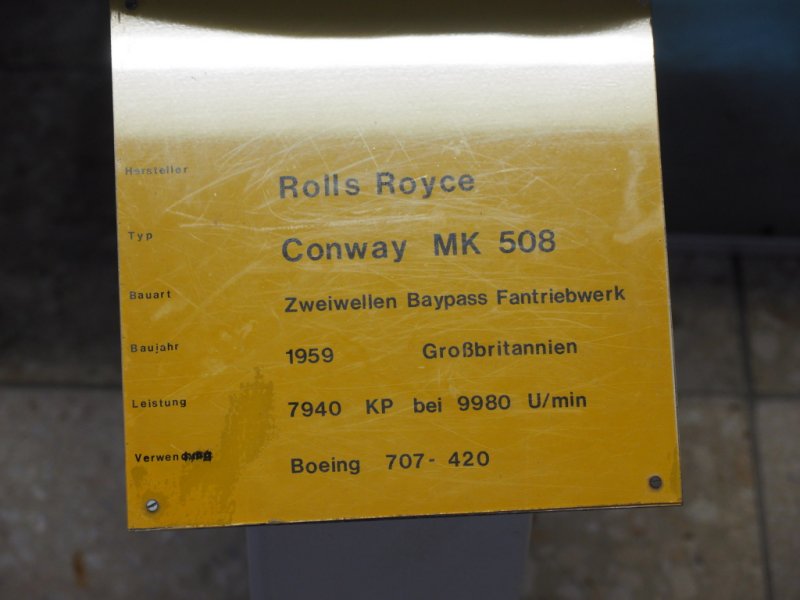 Hersteller Rolls Royce
Typ Conway MK 508
Bauart Zweiwellen Baypass Fantriebwerk
Baujahr 1959 Großbritannien
Leistung 7940 KP bei 9980 U/min
Verwendung Boeing 707-420